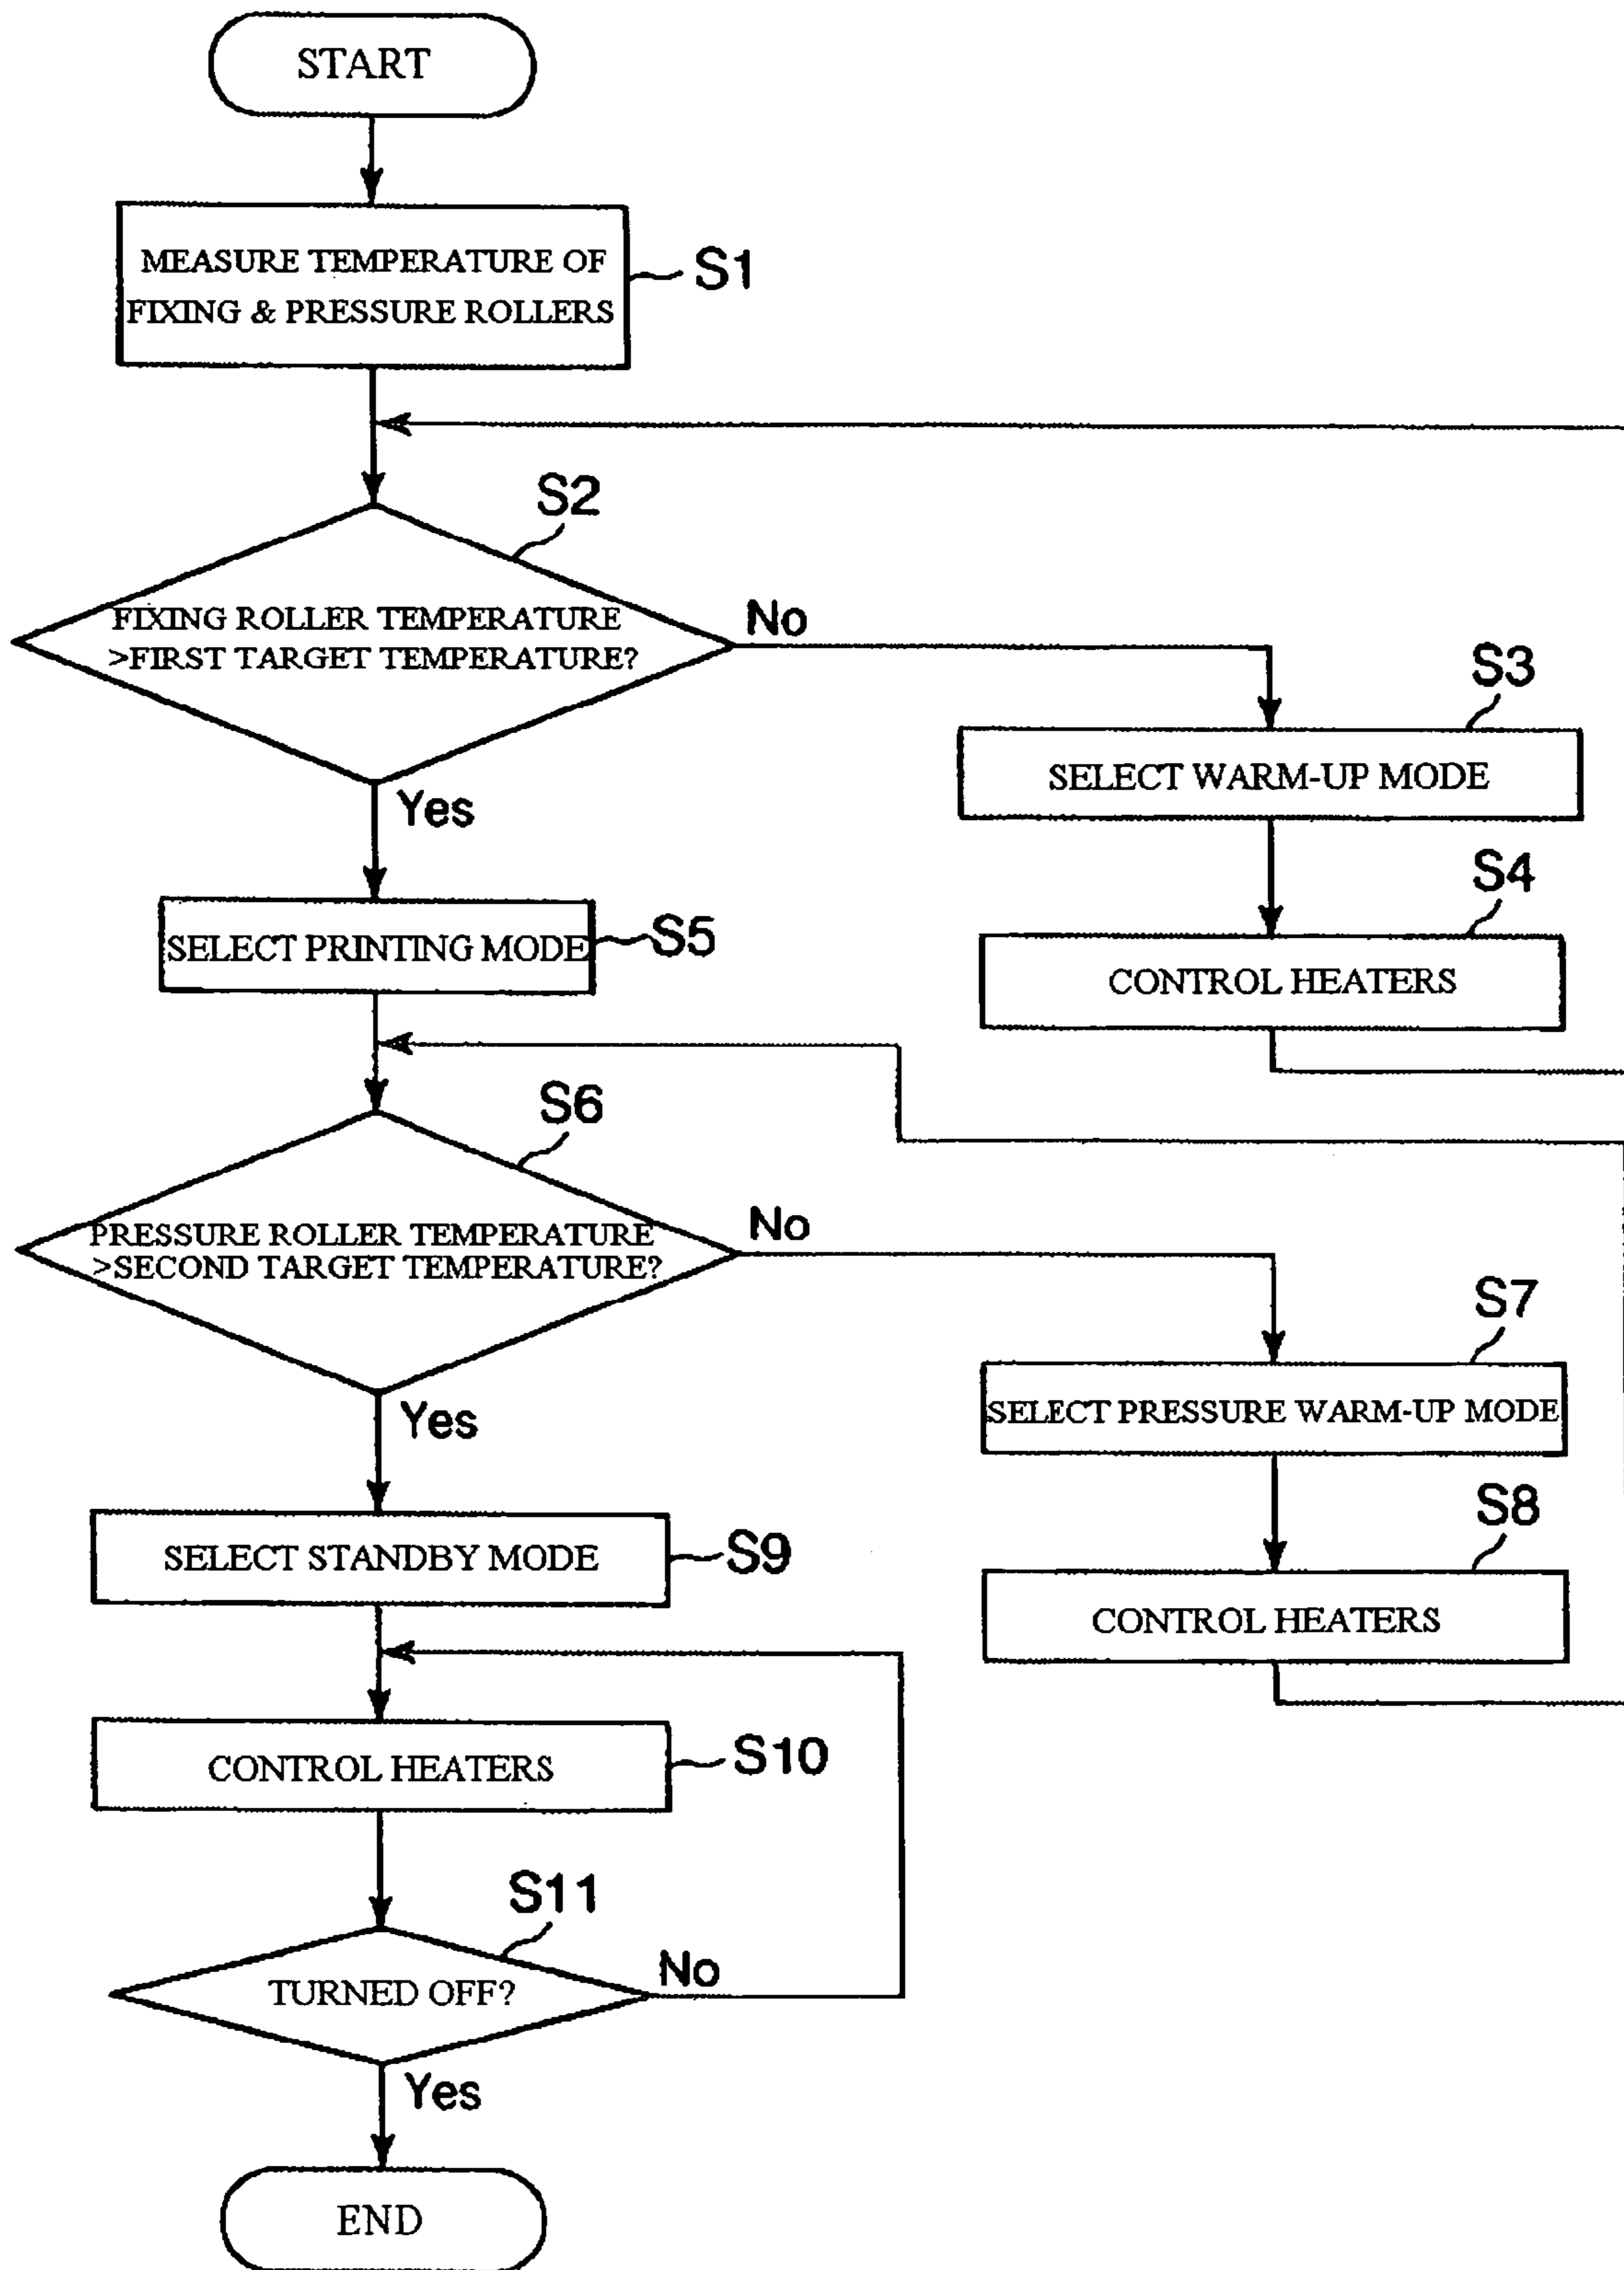 START
MEASURE TEMPERATURE OF
FIXING & PRESSURE ROLLERS
S1
S2
FIXING ROLLER TEMPERATURE
>FIRST TARGET TEMPERATURE?
No
Yes
S3
SELECT WARM-UP MODE
S4
CONTROL HEATERS
SELECT PRINTING MODE
S5
S6
PRESSURE ROLLER TEMPERATURE
>SECOND TARGET TEMPERATURE?
No
Yes
S7
SELECT PRESSURE WARM-UP MODE
S8
CONTROL HEATERS
SELECT STANDBY MODE
S9
CONTROL HEATERS
S10
S11
TURNED OFF?
No
Yes
END